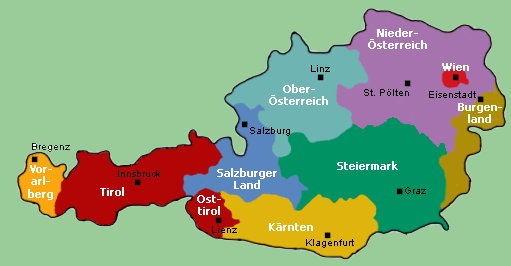 Nieder-
Österreich
Wien
Linz
St. Pölten
Eisenstadt
Ober-
Österreich
Burgen-
land
Salzburg
Bregenz
Vor-
arl-
berg
Tirol
Innsbruck
Salzburger
Land
Steiermark
Graz
Ost-
tirol
Lienz
Kärnten
Klagenfurt